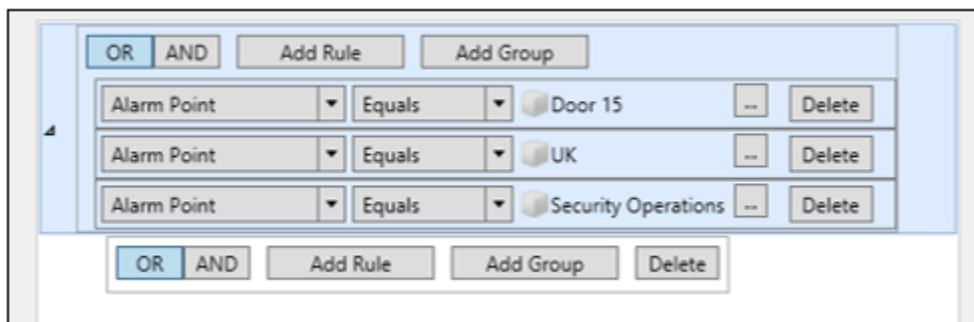 OR AND Add Rule Add Group
Alarm Point Equals Door 15 ... Delete
Alarm Point Equals UK ... Delete
Alarm Point Equals Security Operations ... Delete
OR AND Add Rule Add Group Delete